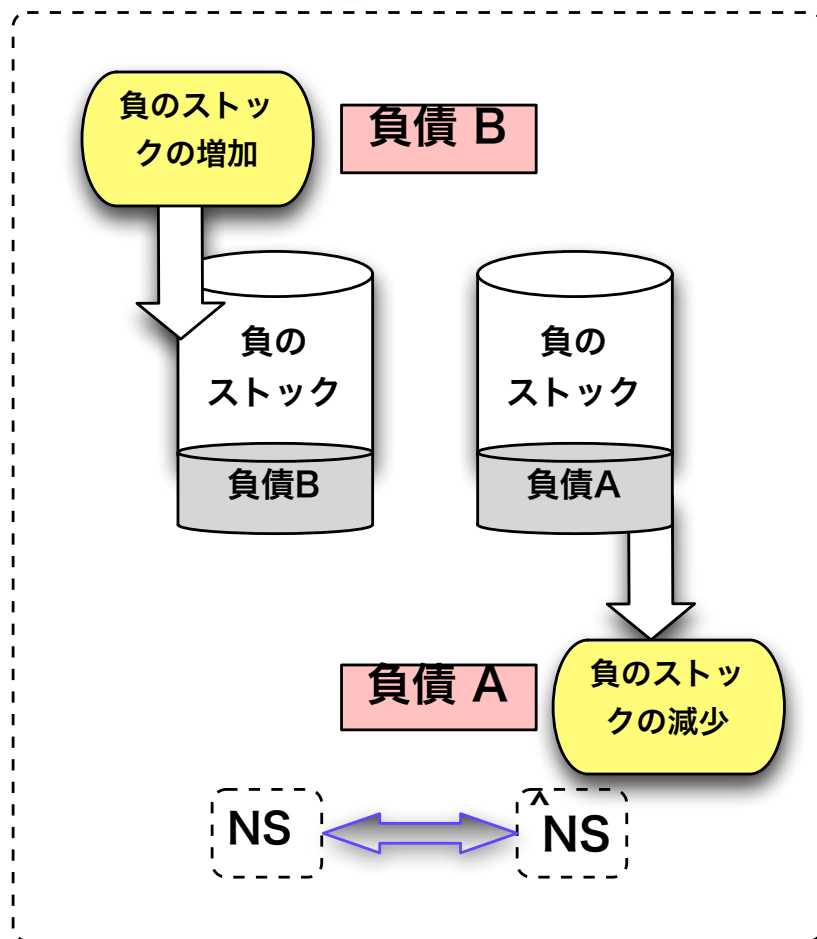 負のストッ
クの増加
負債 B
負の
ストック
負債B
負の
ストック
負債A
負債 A
負のストッ
クの減少
NS
^
NS